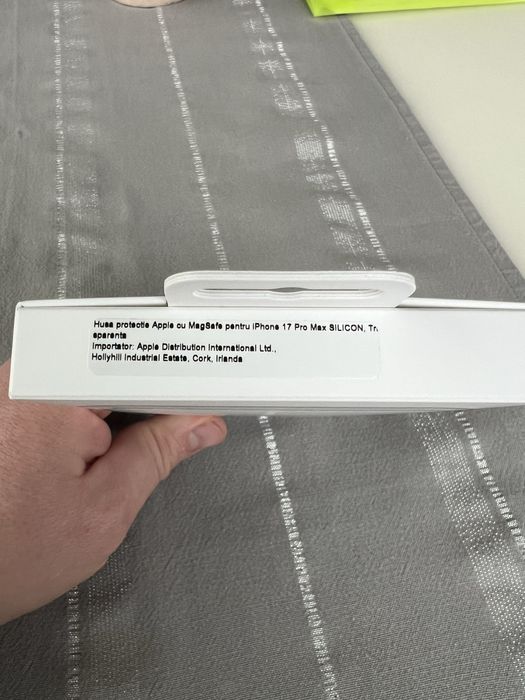 Husa protectie Apple cu MagSafe pentru iPhone 17 Pro Max SILICON, Tr
sparenta
Importator: Apple Distribution International Ltd.,
Hollyhill Industrial Estate, Cork, Irlanda